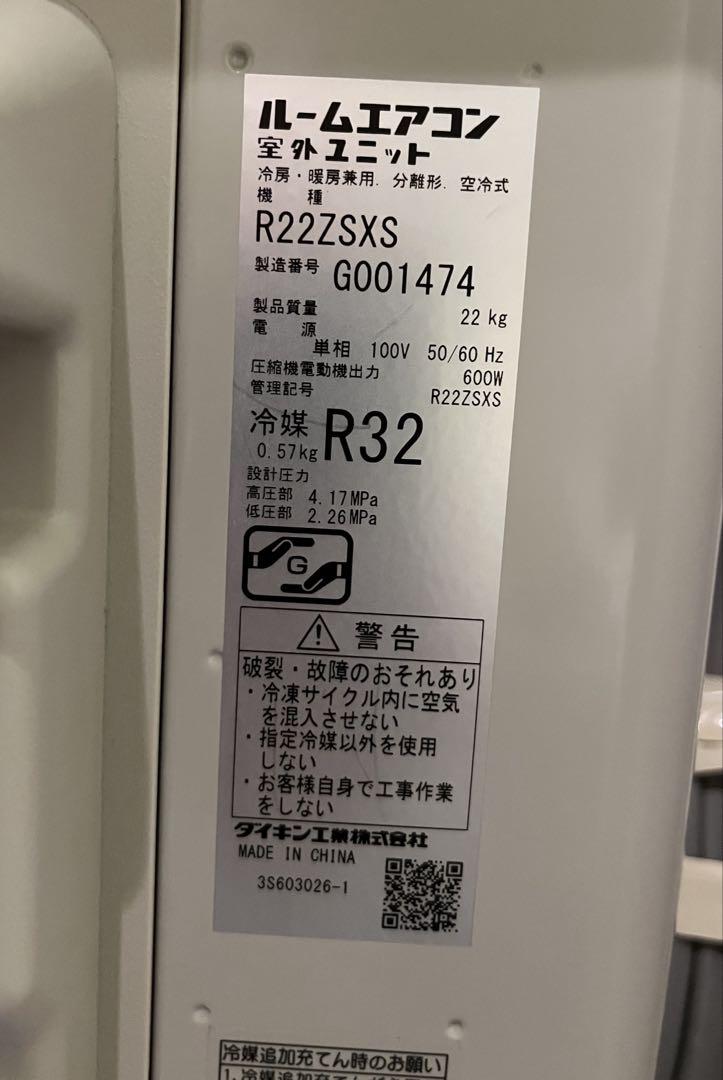 ルームエアコン
室外ユニット
冷房・暖房兼用. 分離形. 空冷式
機 種
R22ZSXS
製造番号 G001474
製品質量 22 kg
電 源
単相 100V 50/60 Hz
圧縮機電動機出力 600W
管理記号 R22ZSXS
冷媒 R32
0.57kg
設計圧力
高圧部 4.17MPa
低圧部 2.26MPa
G
警告
破裂・故障のおそれあり
・冷凍サイクル内に空気
を混入させない
・指定冷媒以外を使用
しない
・お客様自身で工事作業
をしない
ダイキン工業株式会社
MADE IN CHINA
3S603026-1
冷媒追加充てん時のお願い